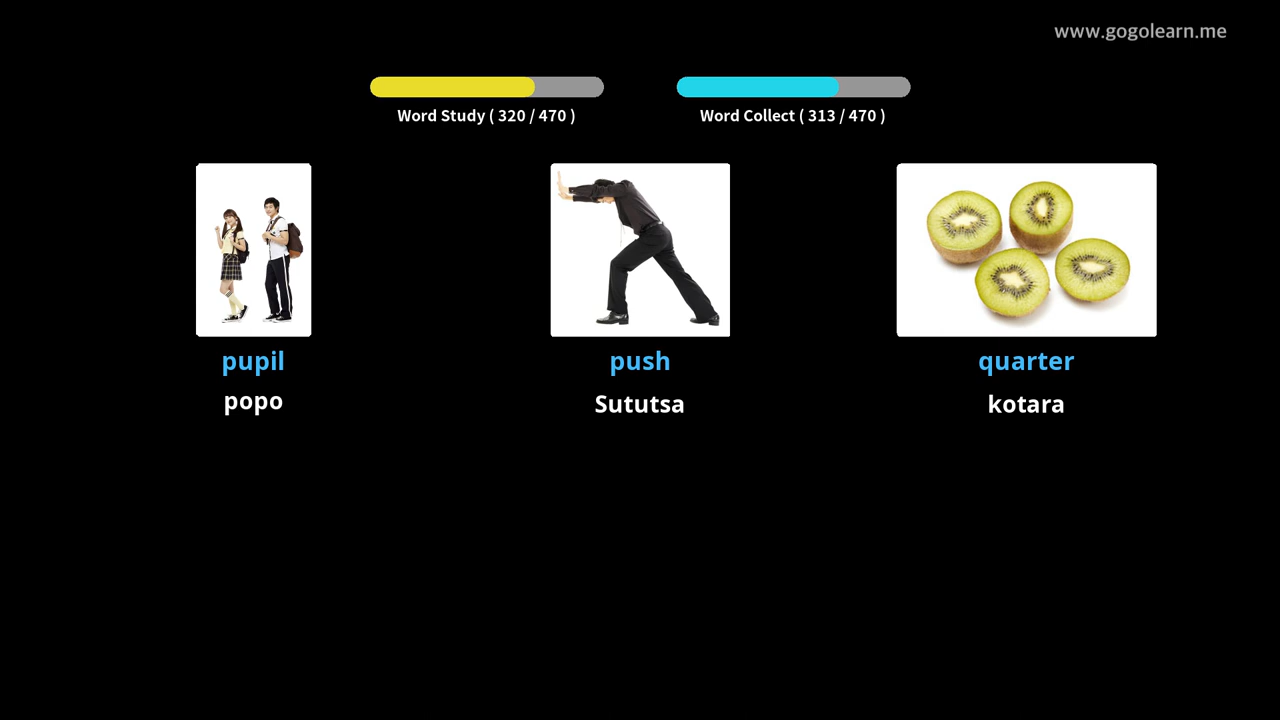 www.gogolearn.me
Word Study ( 320 / 470 )
Word Collect ( 313 / 470 )
pupil
popo
push
Sututsa
quarter
kotara